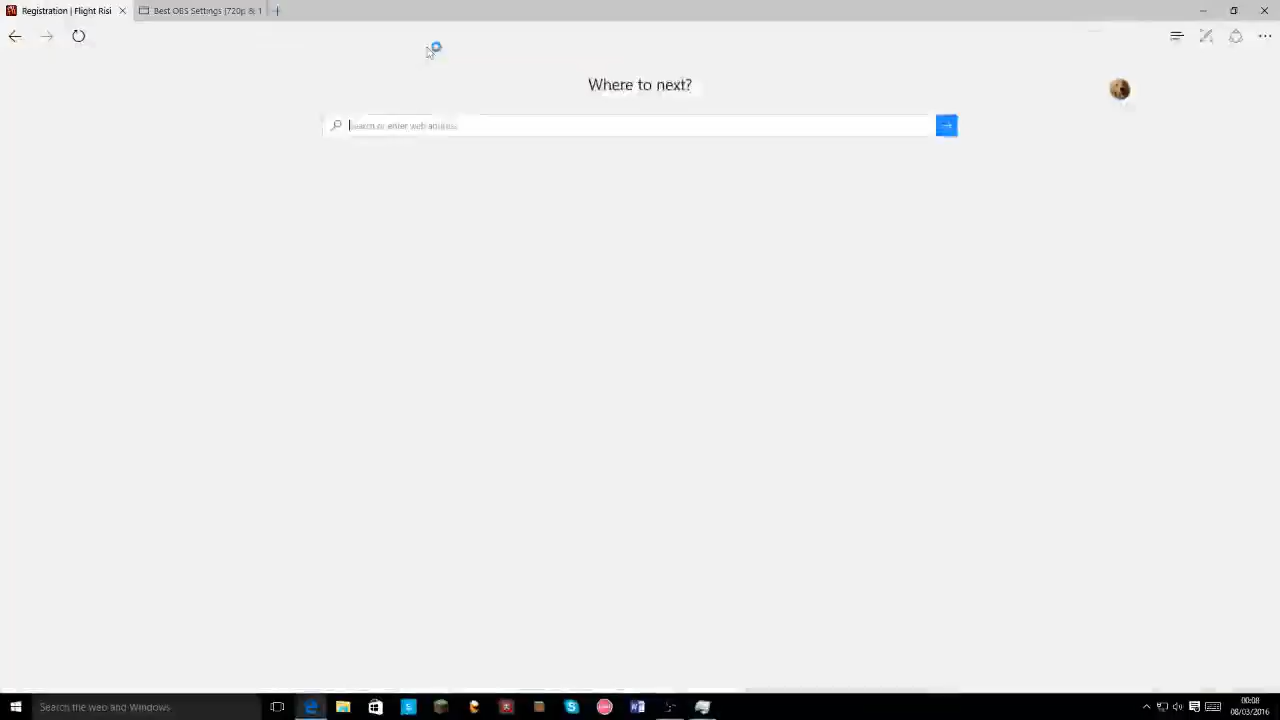 Registration | Flight Risi
Best OBS Settings [720p & 1
Where to next?
Search or enter web address
Search the web and Windows
00:08
08/03/2016